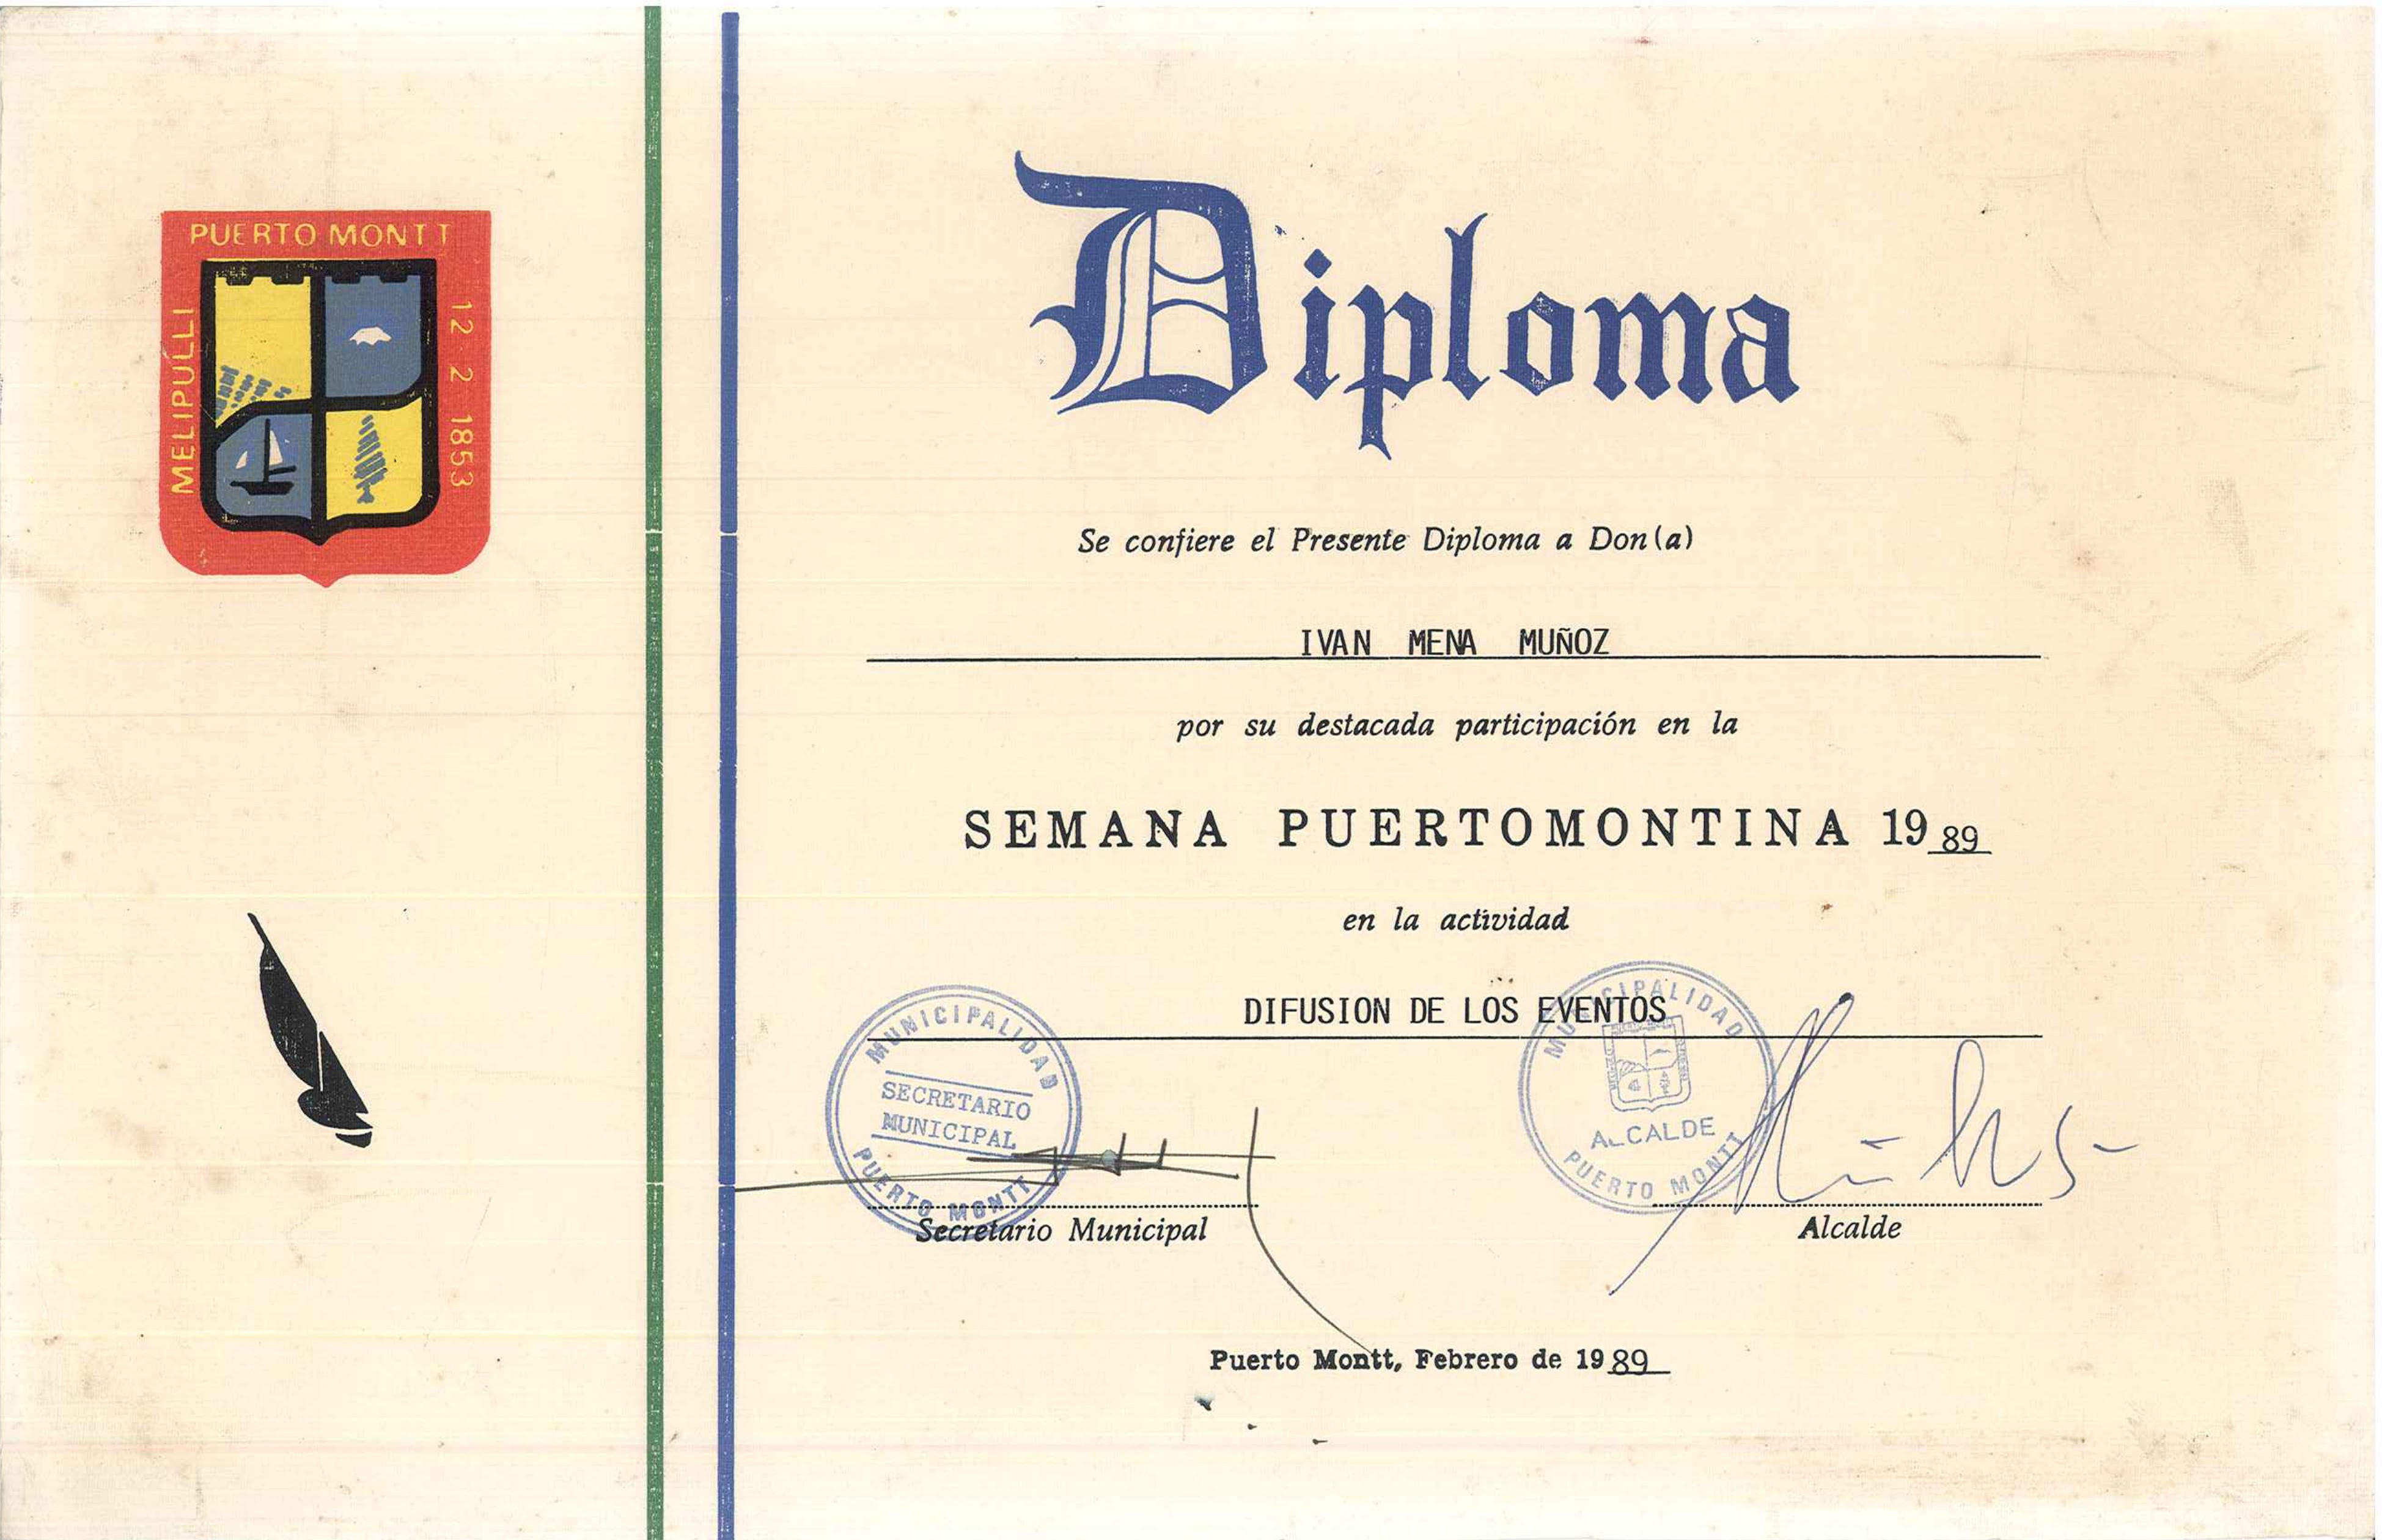 PUERTO MONTT
MELIPULLI
12 - 2 1853
Diploma
Se confiere el Presente Diploma a Don(a)
IVAN MENA MUÑOZ
por su destacada participación en la
SEMANA PUERTOMONTINA 1989
en la actividad
DIFUSION DE LOS EVENTOS
MUNICIPALIDAD
SECRETARIO
MUNICIPAL
PUERTO MONTT
Secretario Municipal
MUNICIPALIDAD
ALCALDE
PUERTO MONTT
Alcalde
Puerto Montt, Febrero de 1989